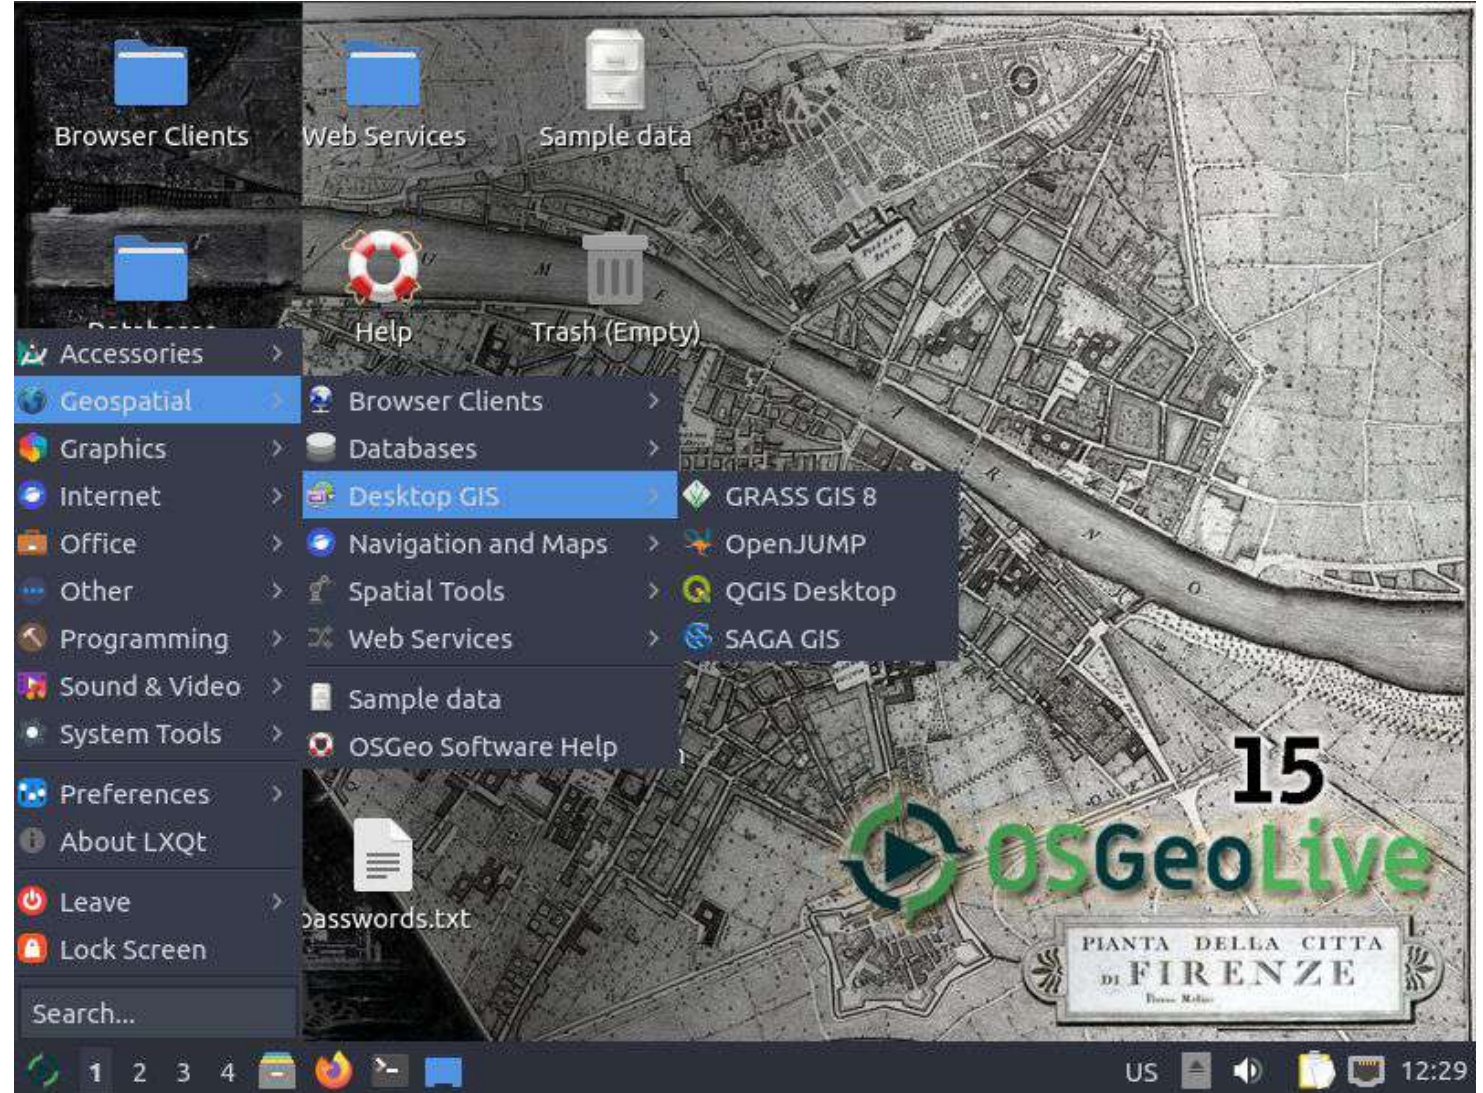 Browser Clients
Web Services
Sample data
Help
Trash (Empty)
Accessories
Geospatial
Graphics
Internet
Office
Other
Programming
Sound & Video
System Tools
Preferences
About LXQt
Leave
Lock Screen
Search...
Browser Clients
Databases
Desktop GIS
Navigation and Maps
Spatial Tools
Web Services
Sample data
OSGeo Software Help
GRASS GIS 8
OpenJUMP
QGIS Desktop
SAGA GIS
passwords.txt
15
OSGeoLive
PIANTA DELLA CITTA
DI FIRENZE
1 2 3 4
US
12:29